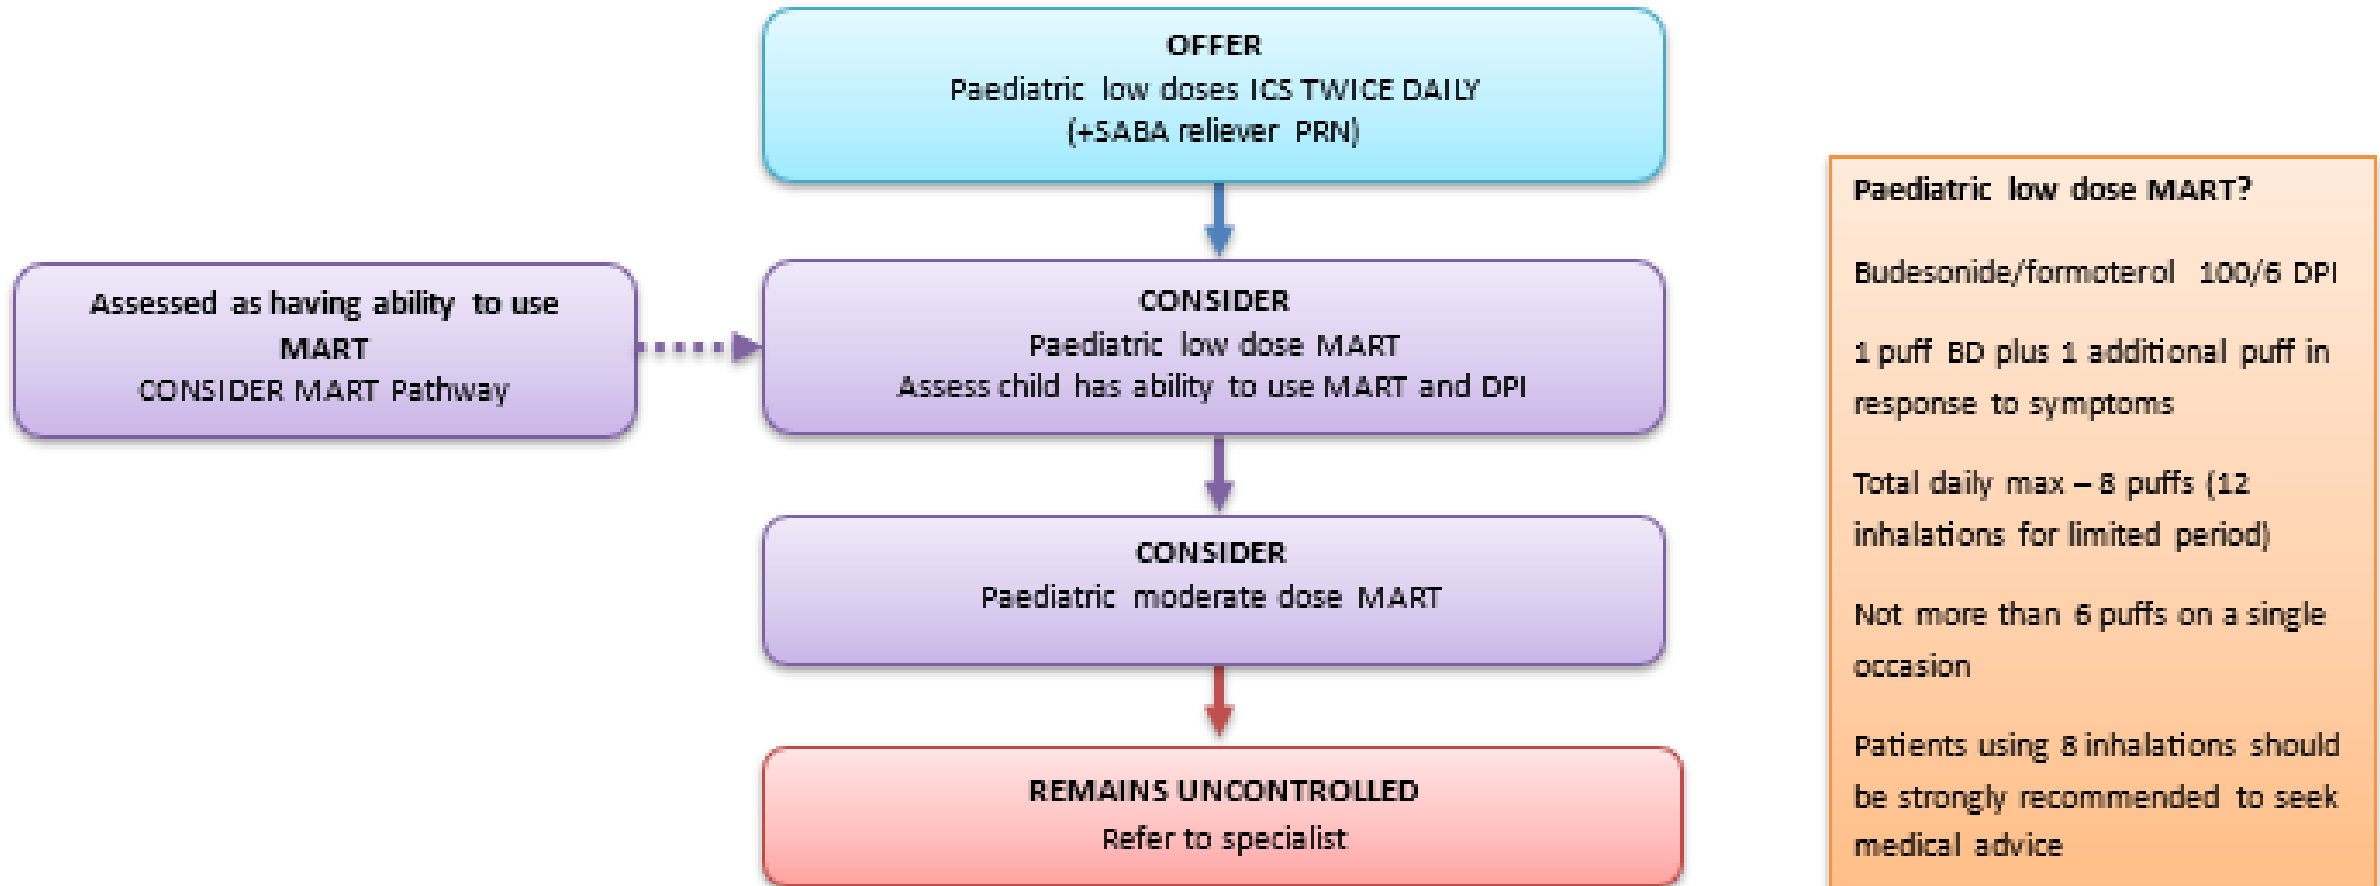 OFFER
Paediatric low doses ICS TWICE DAILY
(+SABA reliever PRN)
Assessed as having ability to use
MART
CONSIDER MART Pathway
CONSIDER
Paediatric low dose MART
Assess child has ability to use MART and DPI
CONSIDER
Paediatric moderate dose MART
REMAINS UNCONTROLLED
Refer to specialist
Paediatric low dose MART?
Budesonide/formoterol 100/6 DPI
1 puff BD plus 1 additional puff in
response to symptoms
Total daily max – 8 puffs (12
inhalations for limited period)
Not more than 6 puffs on a single
occasion
Patients using 8 inhalations should
be strongly recommended to seek
medical advice